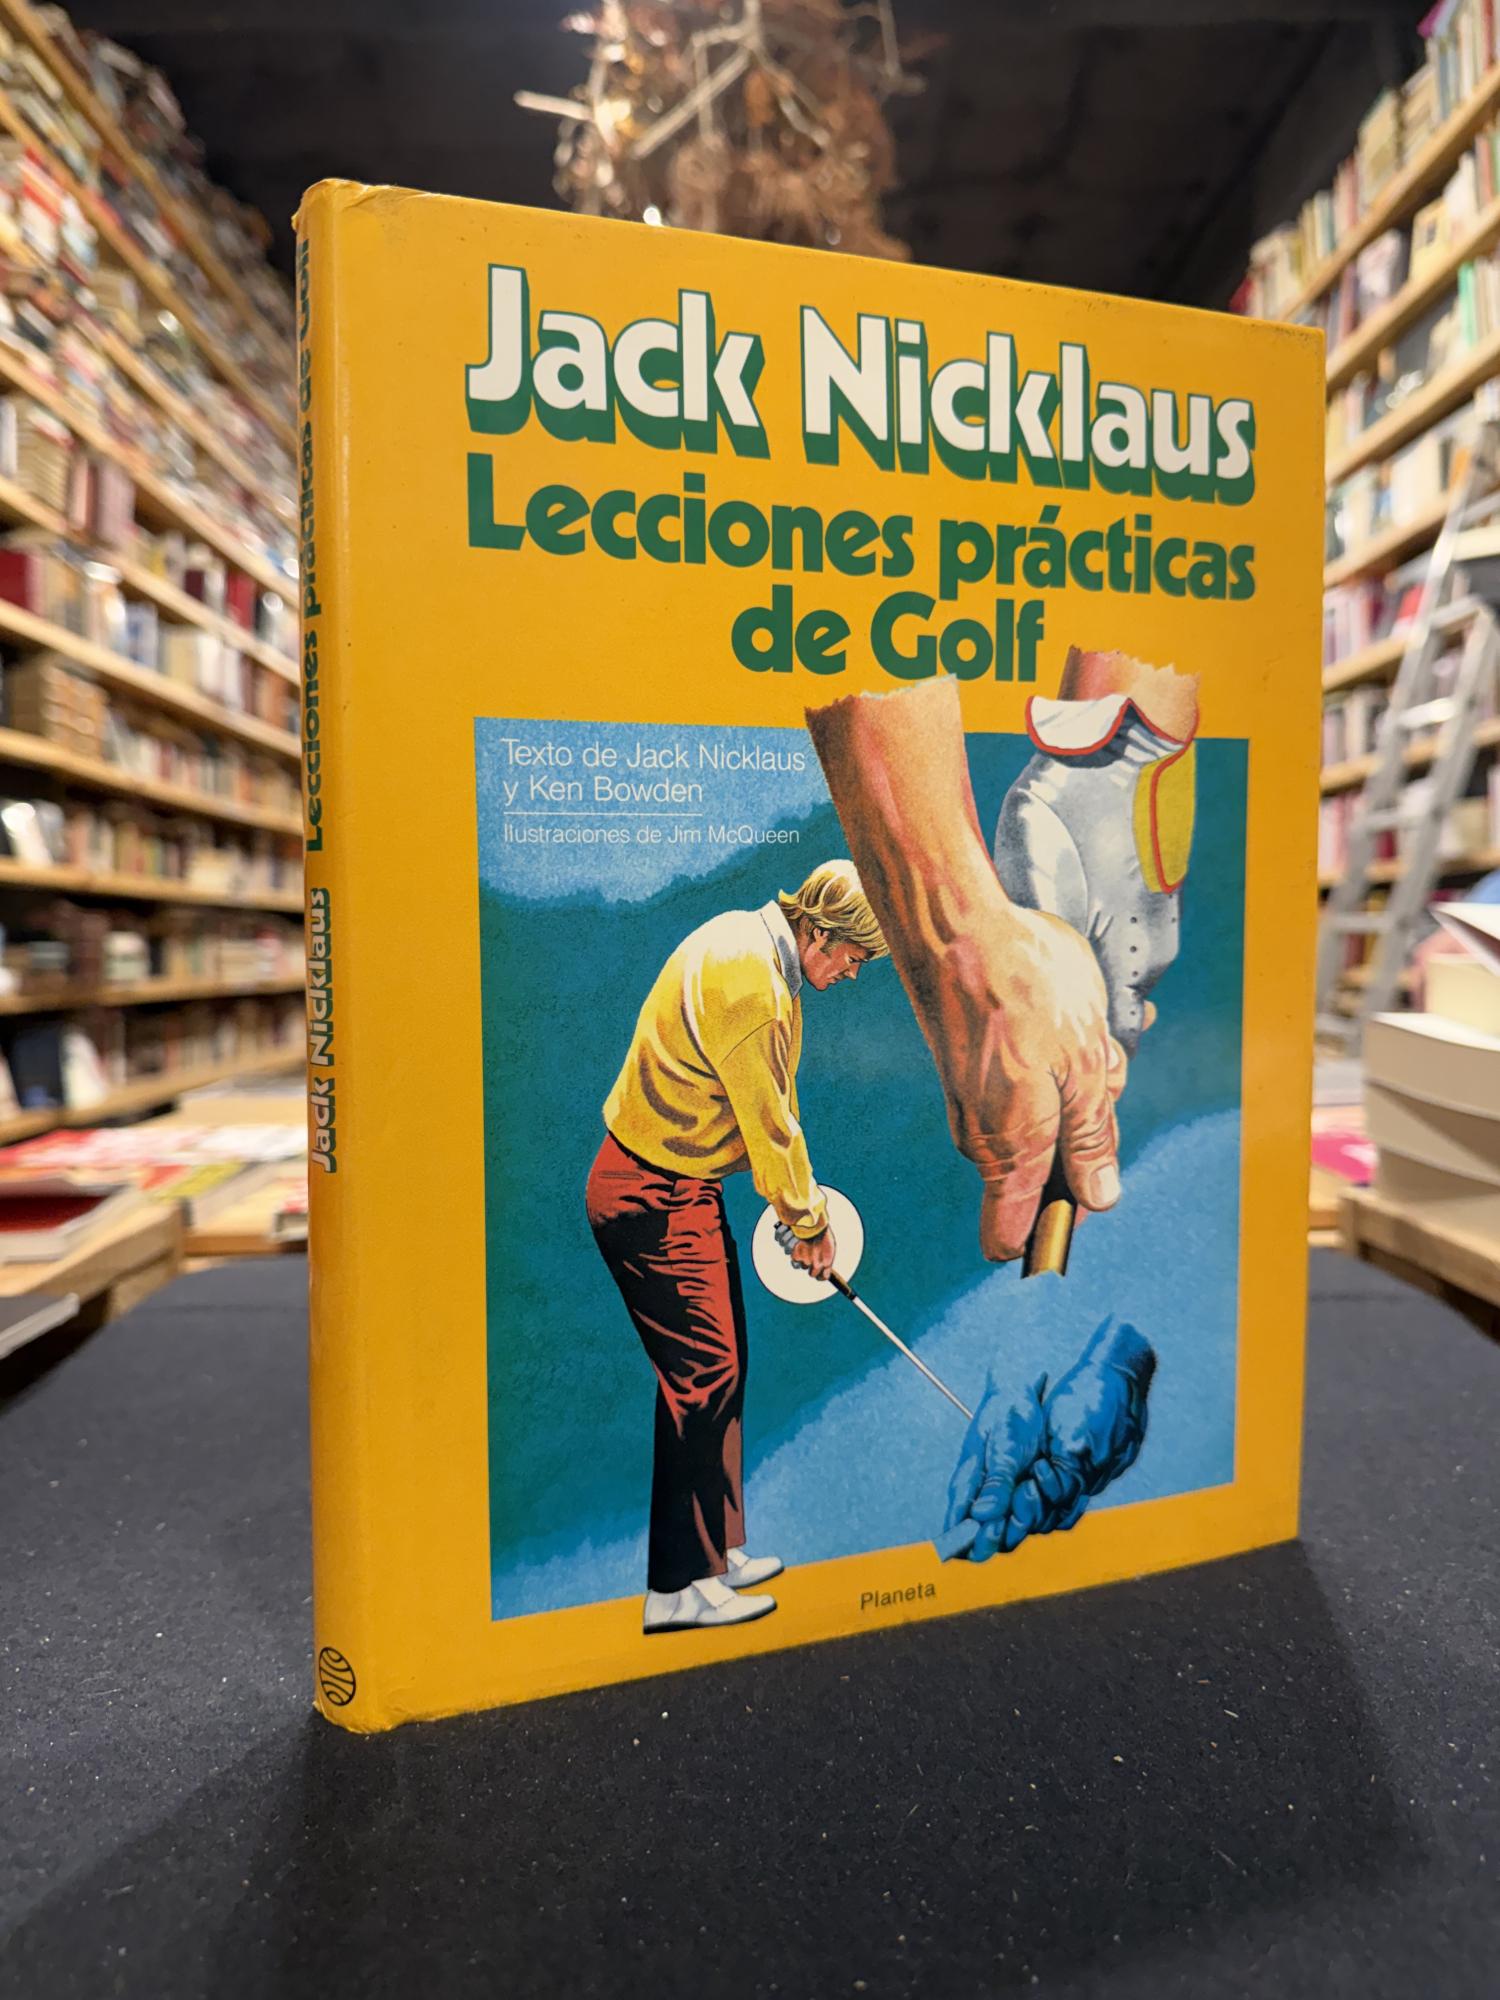 Jack Nicklaus
Lecciones prácticas
de Golf
Texto de Jack Nicklaus
y Ken Bowden
Ilustraciones de Jim McQueen
Planeta
Jack Nicklaus Lecciones prácticas de Golf